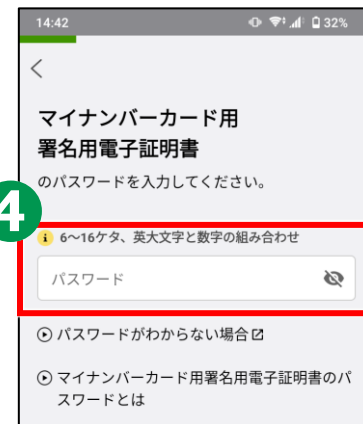 14:42 32%
マイナンバーカード用
署名用電子証明書
のパスワードを入力してください。
4
i 6〜16ケタ、英大文字と数字の組み合わせ
パスワード
パスワードがわからない場合
マイナンバーカード用署名用電子証明書のパ
スワードとは